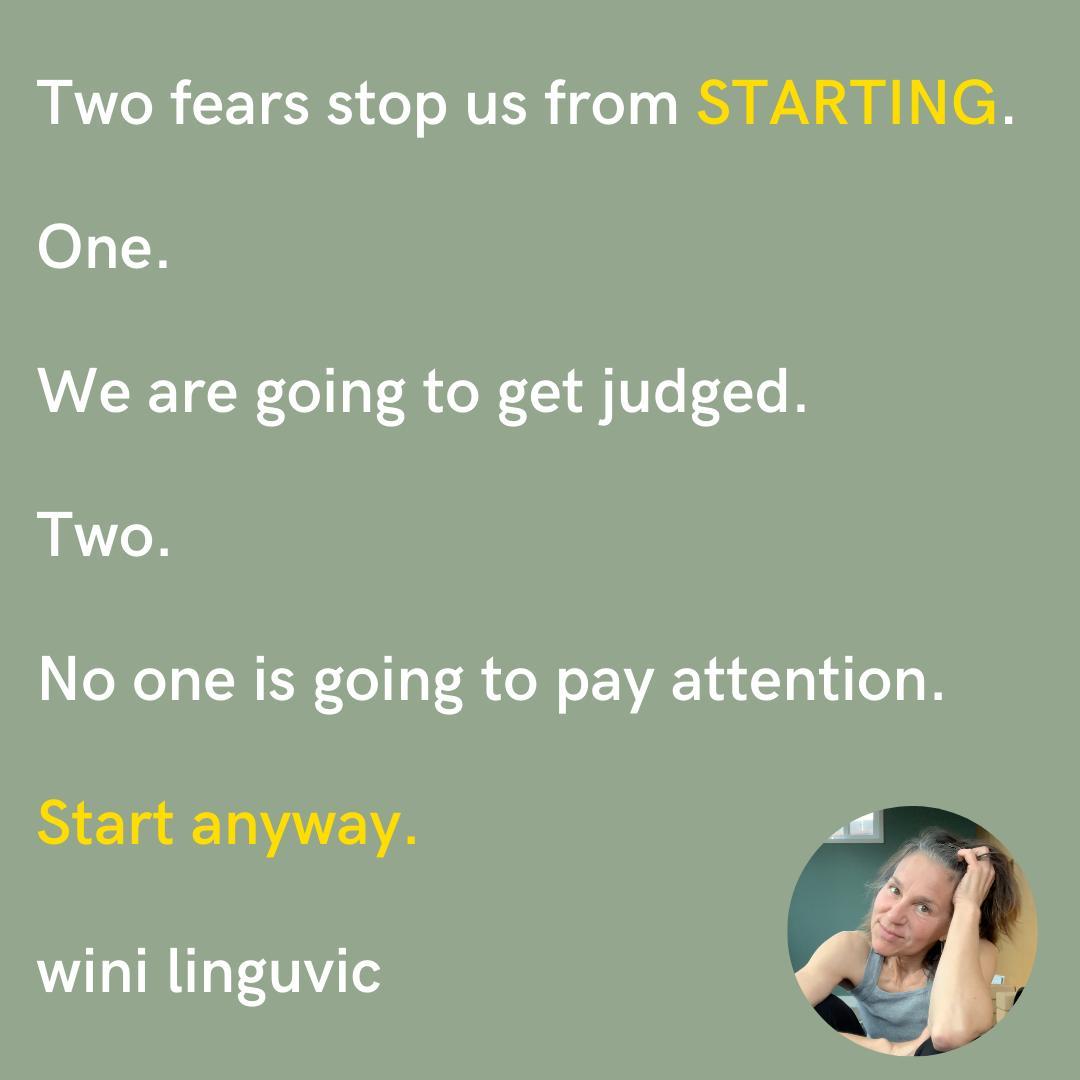 Two fears stop us from STARTING.
One.
We are going to get judged.
Two.
No one is going to pay attention.
Start anyway.
wini linguvic